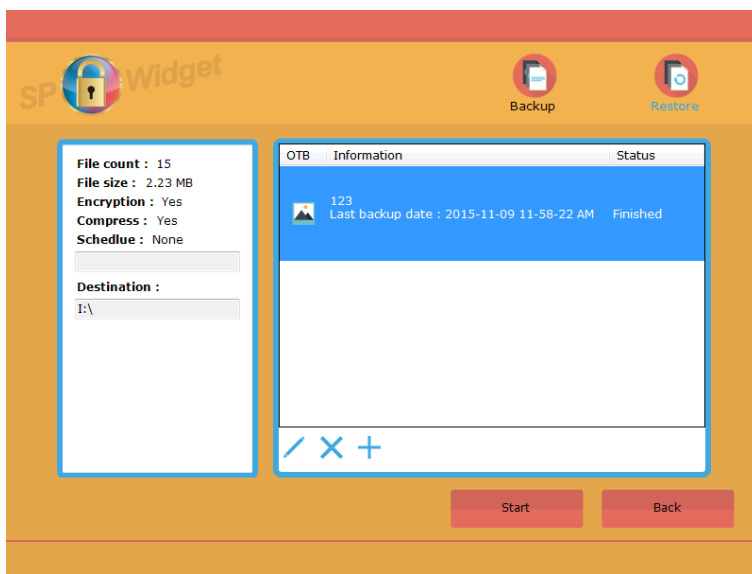 SP Widget
Backup
Restore
File count : 15
File size : 2.23 MB
Encryption : Yes
Compress : Yes
Schedlue : None
Destination :
I:\
OTB Information Status
123
Last backup date : 2015-11-09 11-58-22 AM Finished
Start
Back